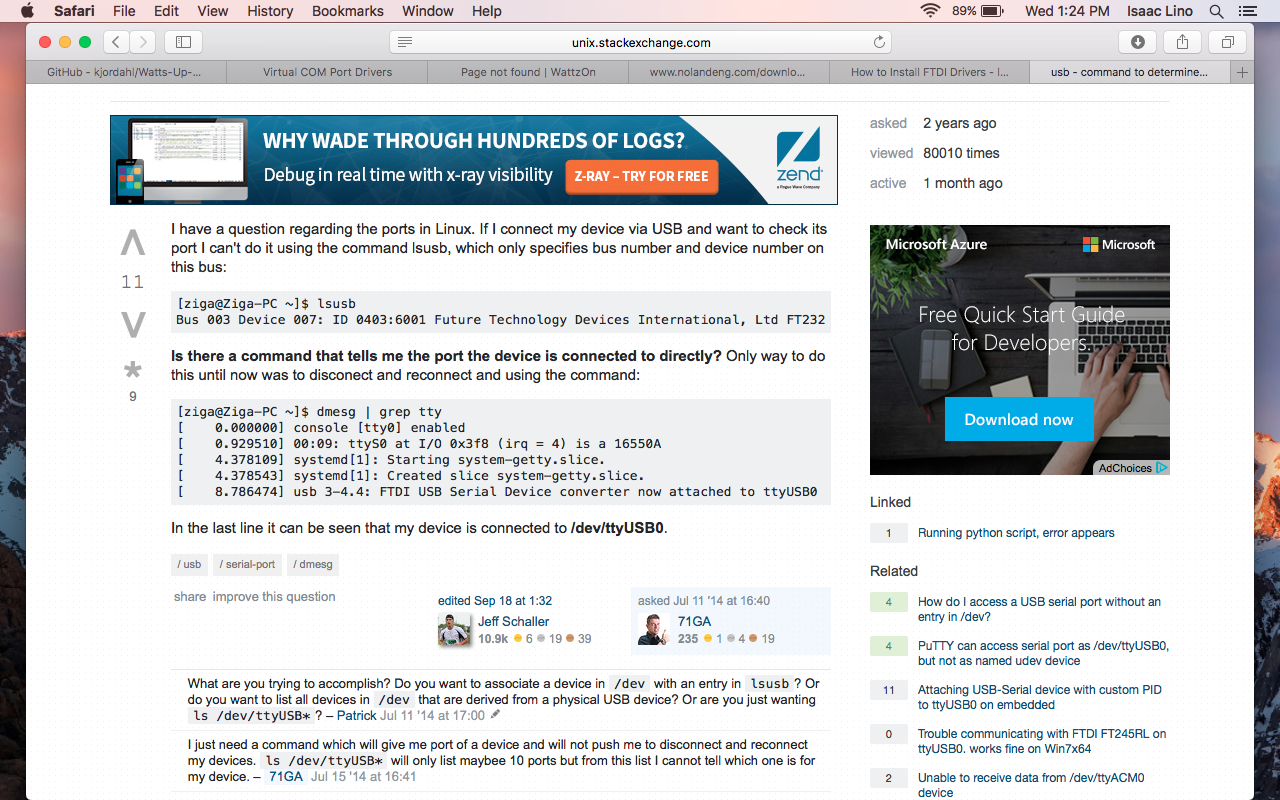 Safari File Edit View History Bookmarks Window Help 89% Wed 1:24 PM Isaac Lino
unix.stackexchange.com
GitHub - kjordahl/Watts-Up-... Virtual COM Port Drivers Page not found | WattzOn www.nolandeng.com/downlo... How to Install FTDI Drivers - l... usb - command to determine...
WHY WADE THROUGH HUNDREDS OF LOGS?
Debug in real time with x-ray visibility
Z-RAY – TRY FOR FREE
zend
a Rogue Wave Company
asked 2 years ago
viewed 80010 times
active 1 month ago
I have a question regarding the ports in Linux. If I connect my device via USB and want to check its
port I can't do it using the command lsusb, which only specifies bus number and device number on
this bus:
11
[ziga@Ziga-PC ~]$ lsusb
Bus 003 Device 007: ID 0403:6001 Future Technology Devices International, Ltd FT232
Is there a command that tells me the port the device is connected to directly? Only way to do
this until now was to disconect and reconnect and using the command:
9
[ziga@Ziga-PC ~]$ dmesg | grep tty
[    0.000000] console [tty0] enabled
[    0.929510] 00:09: ttyS0 at I/O 0x3f8 (irq = 4) is a 16550A
[    4.378109] systemd[1]: Starting system-getty.slice.
[    4.378543] systemd[1]: Created slice system-getty.slice.
[    8.786474] usb 3-4.4: FTDI USB Serial Device converter now attached to ttyUSB0
In the last line it can be seen that my device is connected to /dev/ttyUSB0.
/ usb / serial-port / dmesg
share improve this question
edited Sep 18 at 1:32
Jeff Schaller
10.9k 6 19 39
asked Jul 11 '14 at 16:40
71GA
235 1 4 19
What are you trying to accomplish? Do you want to associate a device in /dev with an entry in lsusb ? Or
do you want to list all devices in /dev that are derived from a physical USB device? Or are you just wanting
ls /dev/ttyUSB* ? – Patrick Jul 11 '14 at 17:00
I just need a command which will give me port of a device and will not push me to disconnect and reconnect
my devices. ls /dev/ttyUSB* will only list maybee 10 ports but from this list I cannot tell which one is for
my device. – 71GA Jul 15 '14 at 16:41
Microsoft Azure
Microsoft
Free Quick Start Guide
for Developers.
Download now
AdChoices
Linked
1 Running python script, error appears
Related
4 How do I access a USB serial port without an
entry in /dev?
4 PuTTY can access serial port as /dev/ttyUSB0,
but not as named udev device
11 Attaching USB-Serial device with custom PID
to ttyUSB0 on embedded
0 Trouble communicating with FTDI FT245RL on
ttyUSB0. works fine on Win7x64
2 Unable to receive data from /dev/ttyACM0
device